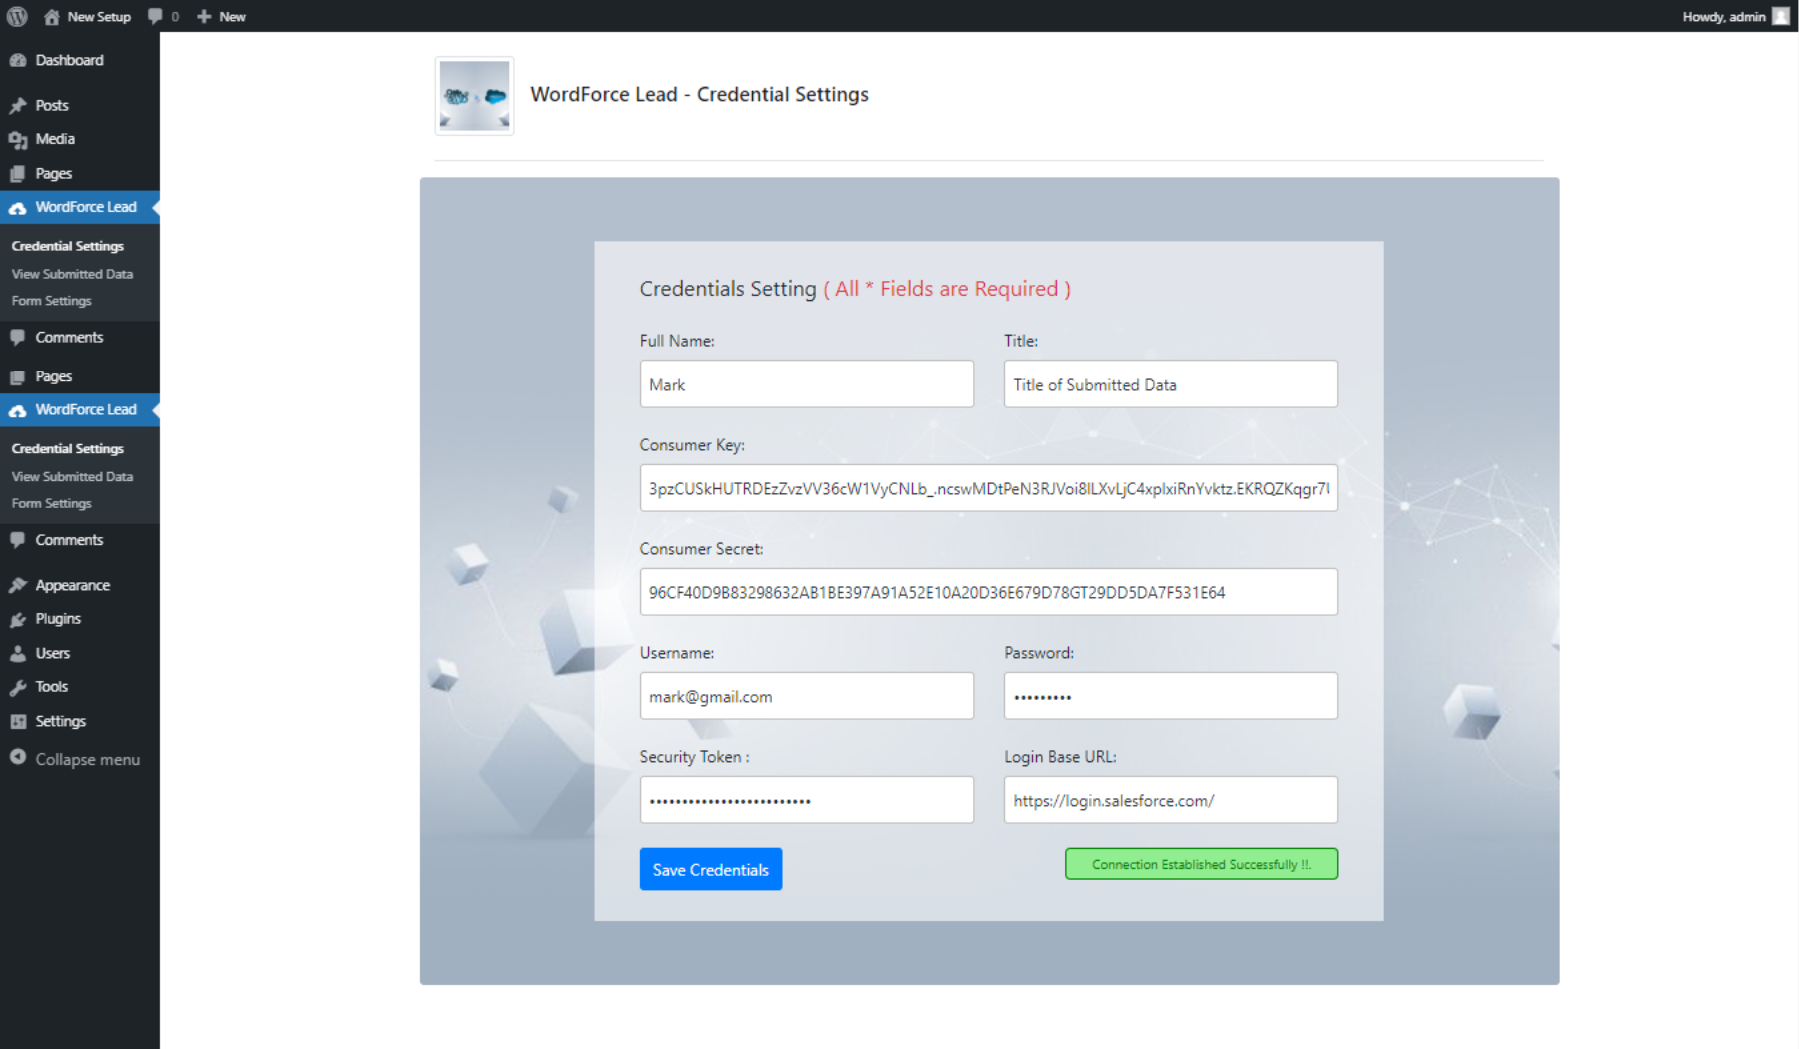 New Setup 0 New Howdy, admin
Dashboard
Posts
Media
Pages
WordForce Lead
Credential Settings
View Submitted Data
Form Settings
Comments
Pages
WordForce Lead
Credential Settings
View Submitted Data
Form Settings
Comments
Appearance
Plugins
Users
Tools
Settings
Collapse menu
WordForce Lead - Credential Settings
Credentials Setting ( All * Fields are Required )
Full Name: Title:
Mark Title of Submitted Data
Consumer Key:
3pzCUSkHUTRDEzZvzVV36cW1VyCNLb_.ncswMDtPeN3RJVoi8ILXvLjC4xplxiRnYvktz.EKRQZKqgr7
Consumer Secret:
96CF40D9B83298632AB1BE397A91A52E10A20D36E679D78GT29DD5DA7F531E64
Username: Password:
mark@gmail.com •••••••••
Security Token : Login Base URL:
••••••••••••••••••••••••• https://login.salesforce.com/
Save Credentials Connection Established Successfully !!.